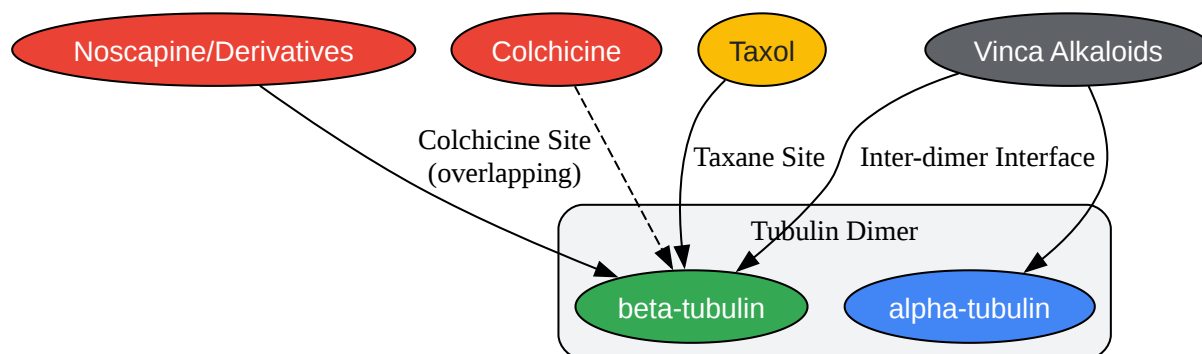 Noscapine/Derivatives
Colchicine
Taxol
Vinca Alkaloids
Colchicine Site
(overlapping)
Taxane Site
Inter-dimer Interface
Tubulin Dimer
beta-tubulin
alpha-tubulin